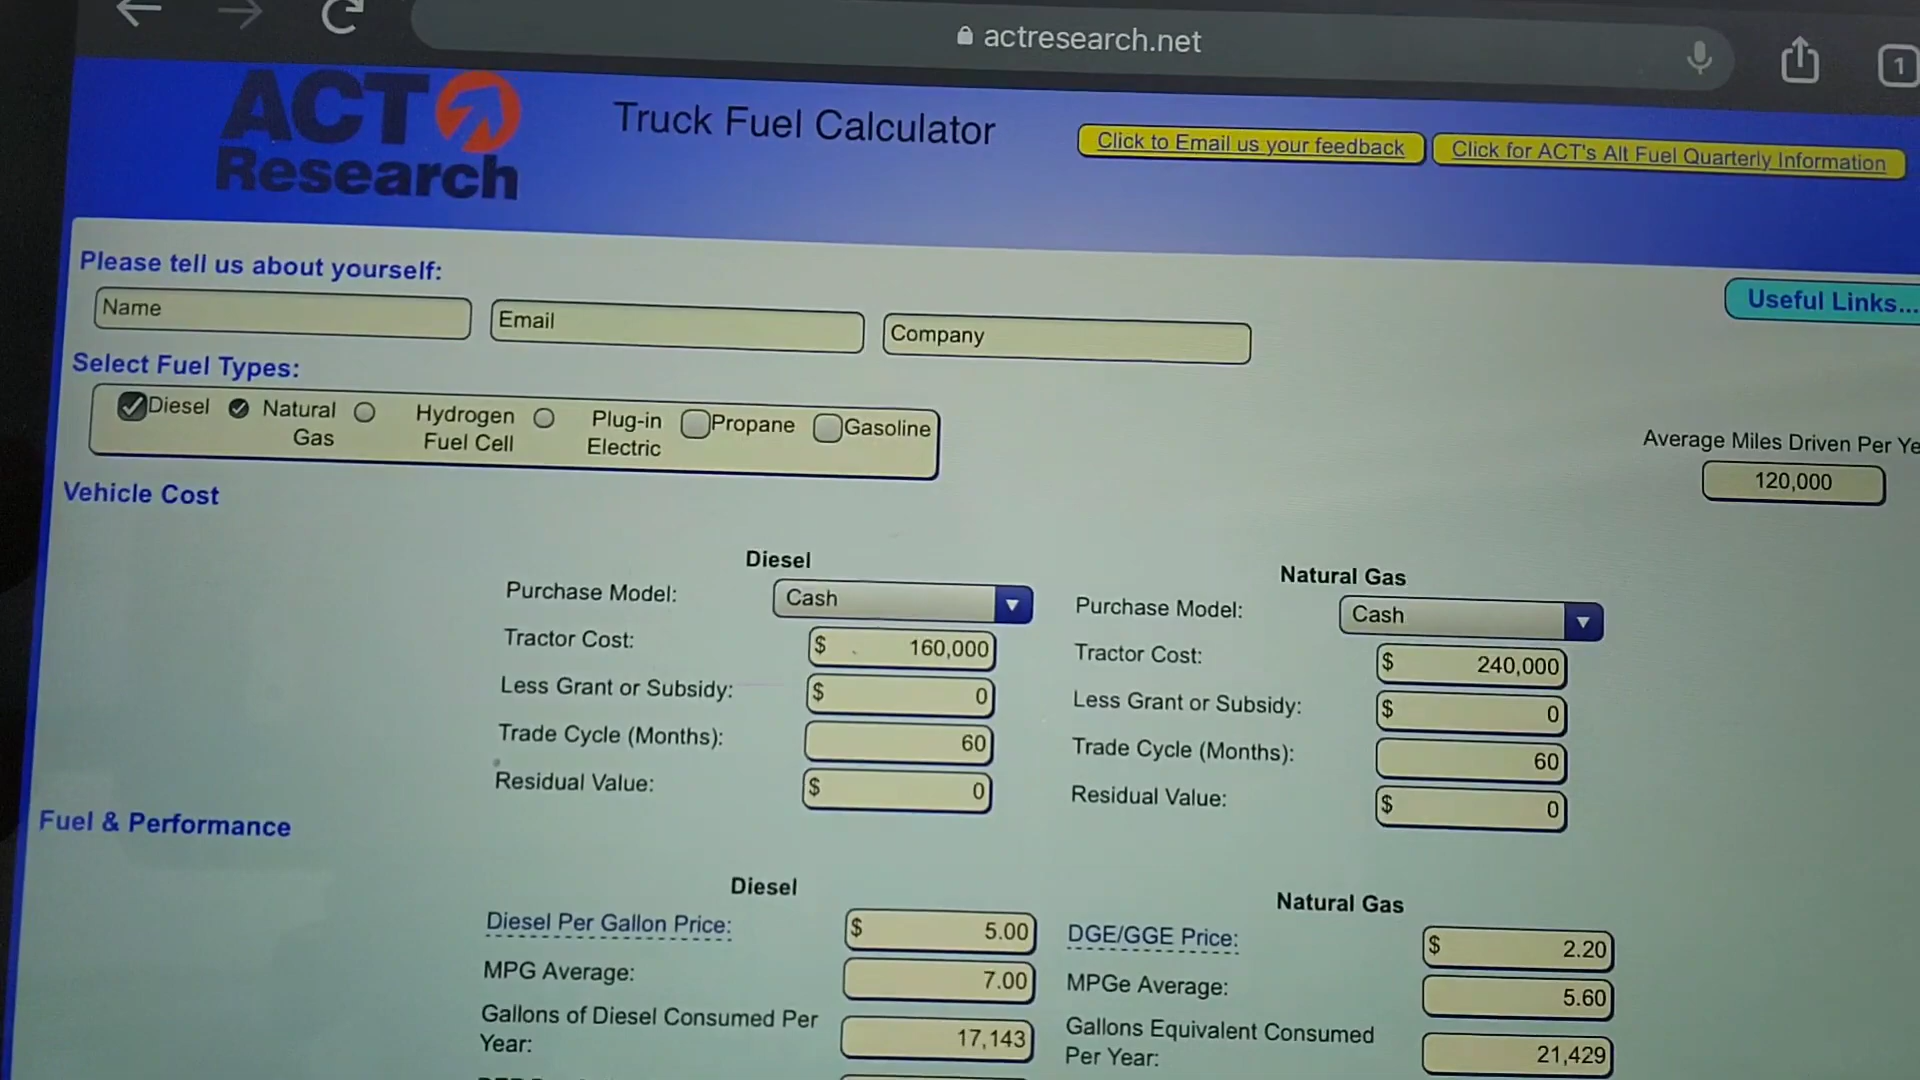 actresearch.net
1
ACT
Research
Truck Fuel Calculator
Click to Email us your feedback
Click for ACT's Alt Fuel Quarterly Information
Please tell us about yourself:
Useful Links...
Name
Email
Company
Select Fuel Types:
Diesel
Natural
Gas
Hydrogen
Fuel Cell
Plug-in
Electric
Propane
Gasoline
Average Miles Driven Per Ye
120,000
Vehicle Cost
Diesel
Purchase Model: Cash
Tractor Cost: $ 160,000
Less Grant or Subsidy: $ 0
Trade Cycle (Months): 60
Residual Value: $ 0
Natural Gas
Purchase Model: Cash
Tractor Cost: $ 240,000
Less Grant or Subsidy: $ 0
Trade Cycle (Months): 60
Residual Value: $ 0
Fuel & Performance
Diesel
Diesel Per Gallon Price: $ 5.00
MPG Average: 7.00
Gallons of Diesel Consumed Per
Year: 17,143
Natural Gas
DGE/GGE Price: $ 2.20
MPGe Average: 5.60
Gallons Equivalent Consumed
Per Year: 21,429